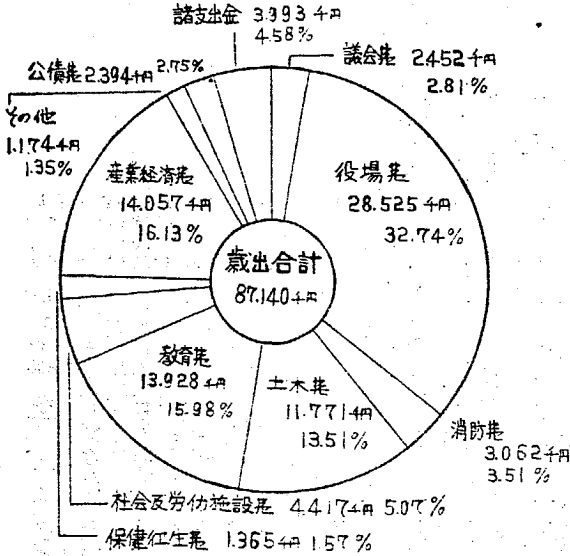 諸支出金 3.993千円
4.58%
議会費 2452千円
2.81%
公債費 2.394千円 2.75%
その他
1.174千円
1.35%
産業経済費
14.057千円
16.13%
役場費
28.525千円
32.74%
歳出合計
87.140千円
教育費
13.928千円
15.98%
土木費
11.771千円
13.51%
消防費
3.062千円
3.51%
社会及労仂施設費 4.417千円 5.07%
保健衛生費 1.365千円 1.57%